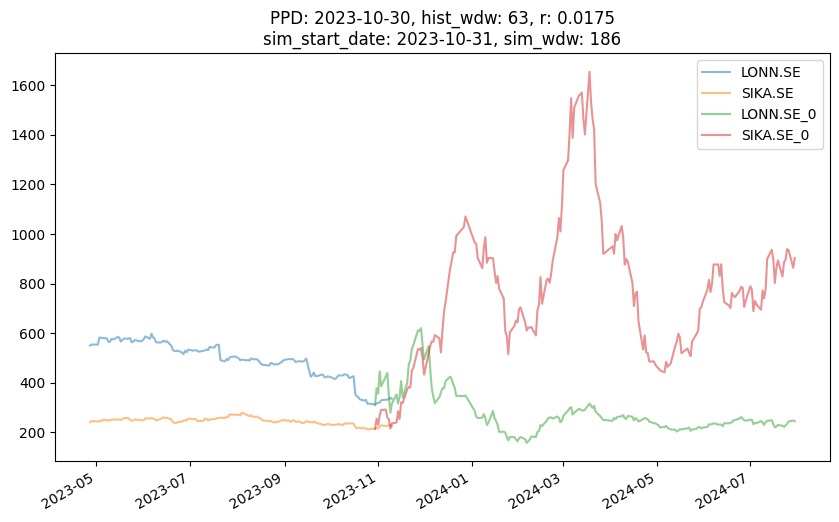 PPD: 2023-10-30, hist_wdw: 63, r: 0.0175
sim_start_date: 2023-10-31, sim_wdw: 186
LONN.SE
SIKA.SE
LONN.SE_0
SIKA.SE_0
1600
1400
1200
1000
800
600
400
200
2023-05
2023-07
2023-09
2023-11
2024-01
2024-03
2024-05
2024-07